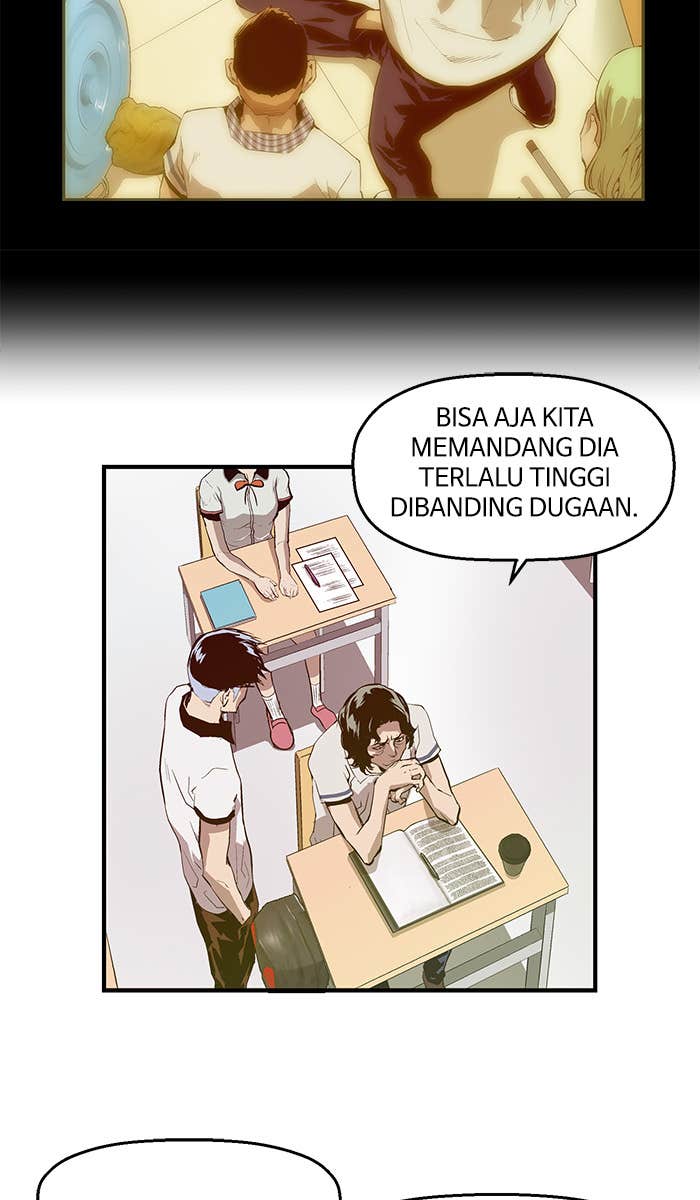 BISA AJA KITA
MEMANDANG DIA
TERLALU TINGGI
DIBANDING DUGAAN.